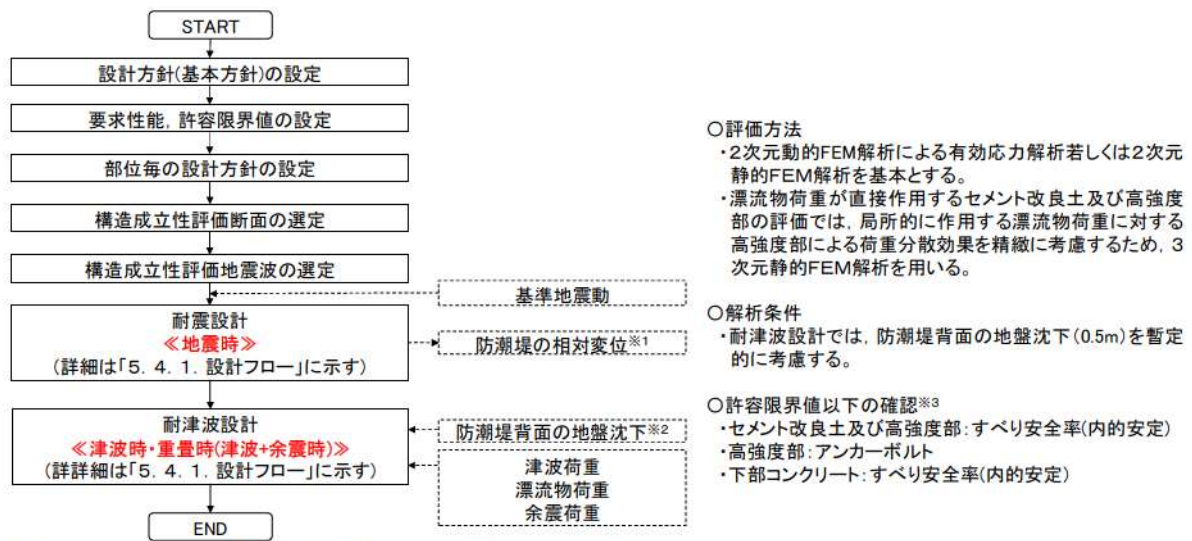 START
設計方針(基本方針)の設定
要求性能，許容限界値の設定
部位毎の設計方針の設定
構造成立性評価断面の選定
構造成立性評価地震波の選定
基準地震動
耐震設計
≪地震時≫
(詳細は「５．４．１．設計フロー」に示す)
防潮堤の相対変位※1
耐津波設計
≪津波時・重畳時(津波+余震時)≫
(詳詳細は「５．４．１．設計フロー」に示す)
防潮堤背面の地盤沈下※2
津波荷重
漂流物荷重
余震荷重
END
○評価方法
・２次元動的FEM解析による有効応力解析若しくは２次元
静的ＦＥＭ解析を基本とする。
・漂流物荷重が直接作用するセメント改良土及び高強度
部の評価では，局所的に作用する漂流物荷重に対する
高強度部による荷重分散効果を精緻に考慮するため，３
次元静的ＦＥＭ解析を用いる。
○解析条件
・耐津波設計では，防潮堤背面の地盤沈下(0.5m)を暫定
的に考慮する。
○許容限界値以下の確認※3
・セメント改良土及び高強度部：すべり安全率(内的安定)
・高強度部：アンカーボルト
・下部コンクリート：すべり安全率(内的安定)